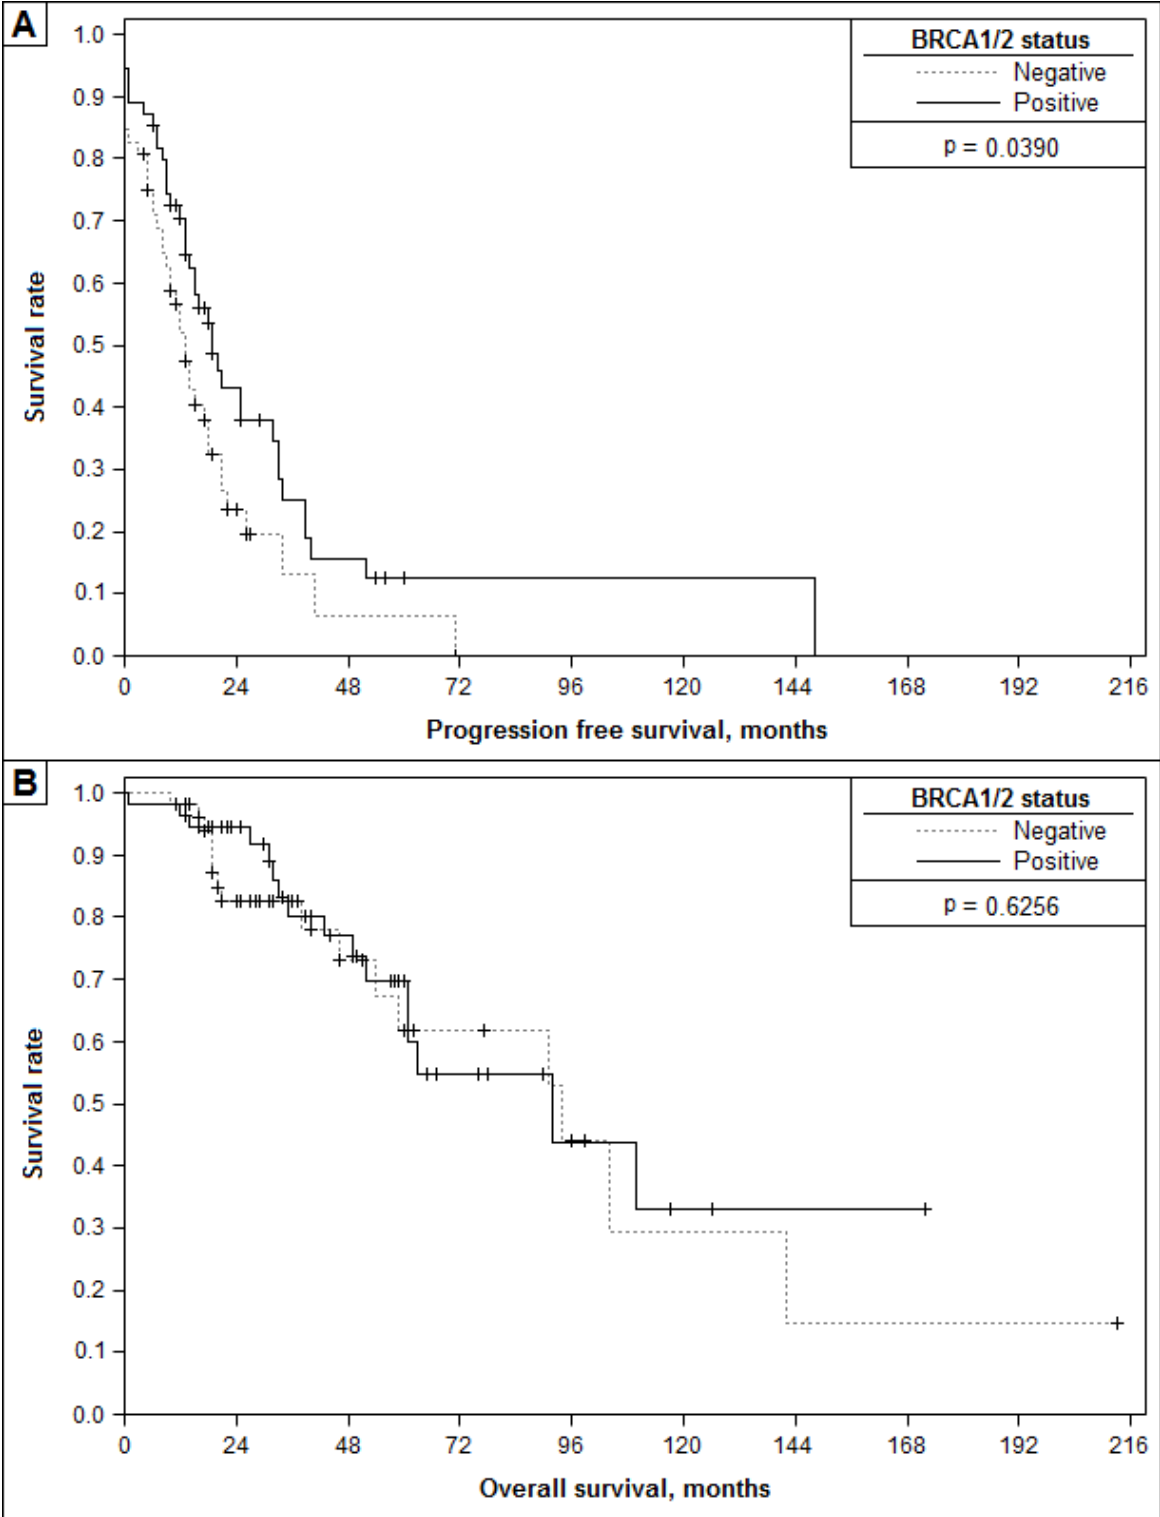 A
BRCA1/2 status
Negative
Positive
p = 0.0390
Survival rate
1.0
0.9
0.8
0.7
0.6
0.5
0.4
0.3
0.2
0.1
0.0
0 24 48 72 96 120 144 168 192 216
Progression free survival, months
B
BRCA1/2 status
Negative
Positive
p = 0.6256
Survival rate
1.0
0.9
0.8
0.7
0.6
0.5
0.4
0.3
0.2
0.1
0.0
0 24 48 72 96 120 144 168 192 216
Overall survival, months